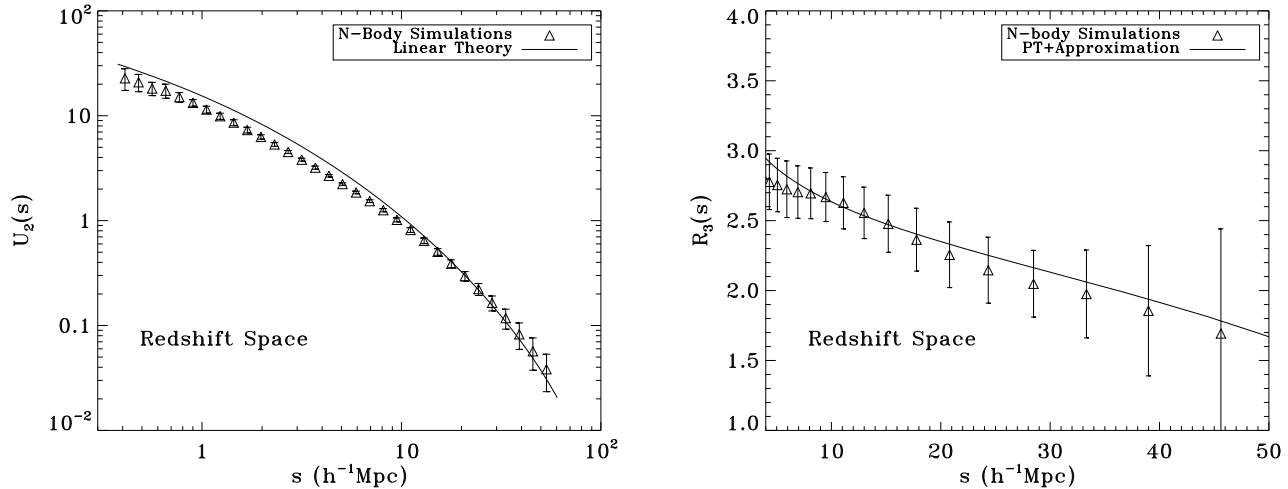 10²
10
1
0.1
10⁻²
U₂(s)
N-Body Simulations
Linear Theory
Redshift Space
1
10
10²
s (h⁻¹Mpc)
4.0
3.5
3.0
2.5
2.0
1.5
1.0
R₃(s)
N-body Simulations
PT+Approximation
Redshift Space
10
20
30
40
50
s (h⁻¹Mpc)